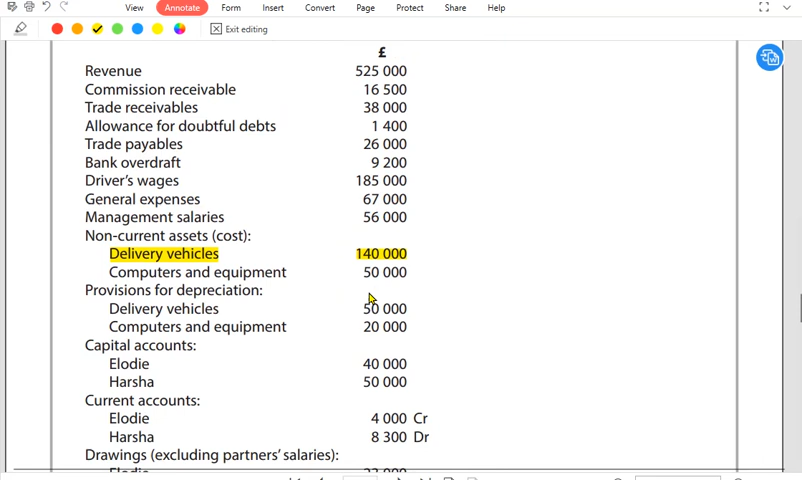 View Annotate Form Insert Convert Page Protect Share Help
Exit editing
£
Revenue 525 000
Commission receivable 16 500
Trade receivables 38 000
Allowance for doubtful debts 1 400
Trade payables 26 000
Bank overdraft 9 200
Driver's wages 185 000
General expenses 67 000
Management salaries 56 000
Non-current assets (cost):
Delivery vehicles 140 000
Computers and equipment 50 000
Provisions for depreciation:
Delivery vehicles 50 000
Computers and equipment 20 000
Capital accounts:
Elodie 40 000
Harsha 50 000
Current accounts:
Elodie 4 000 Cr
Harsha 8 300 Dr
Drawings (excluding partners' salaries):